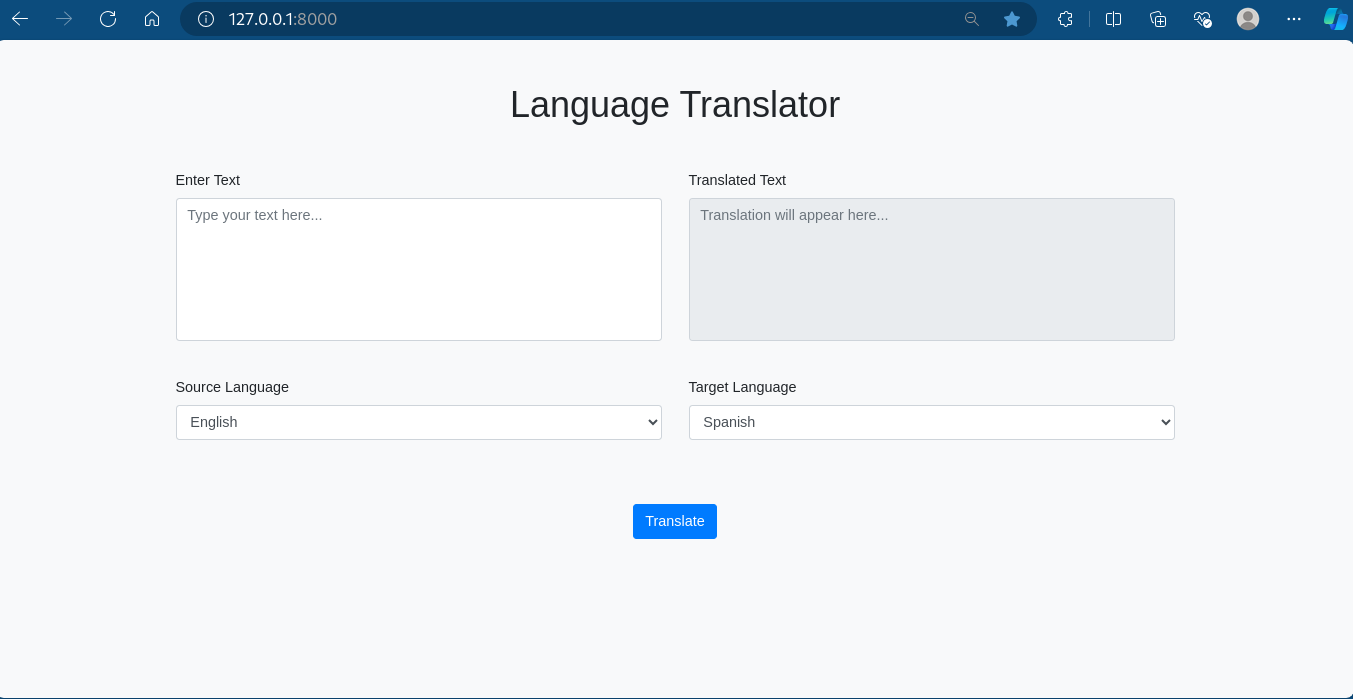 127.0.0.1:8000
Language Translator
Enter Text
Translated Text
Type your text here...
Translation will appear here...
Source Language
Target Language
English
Spanish
Translate